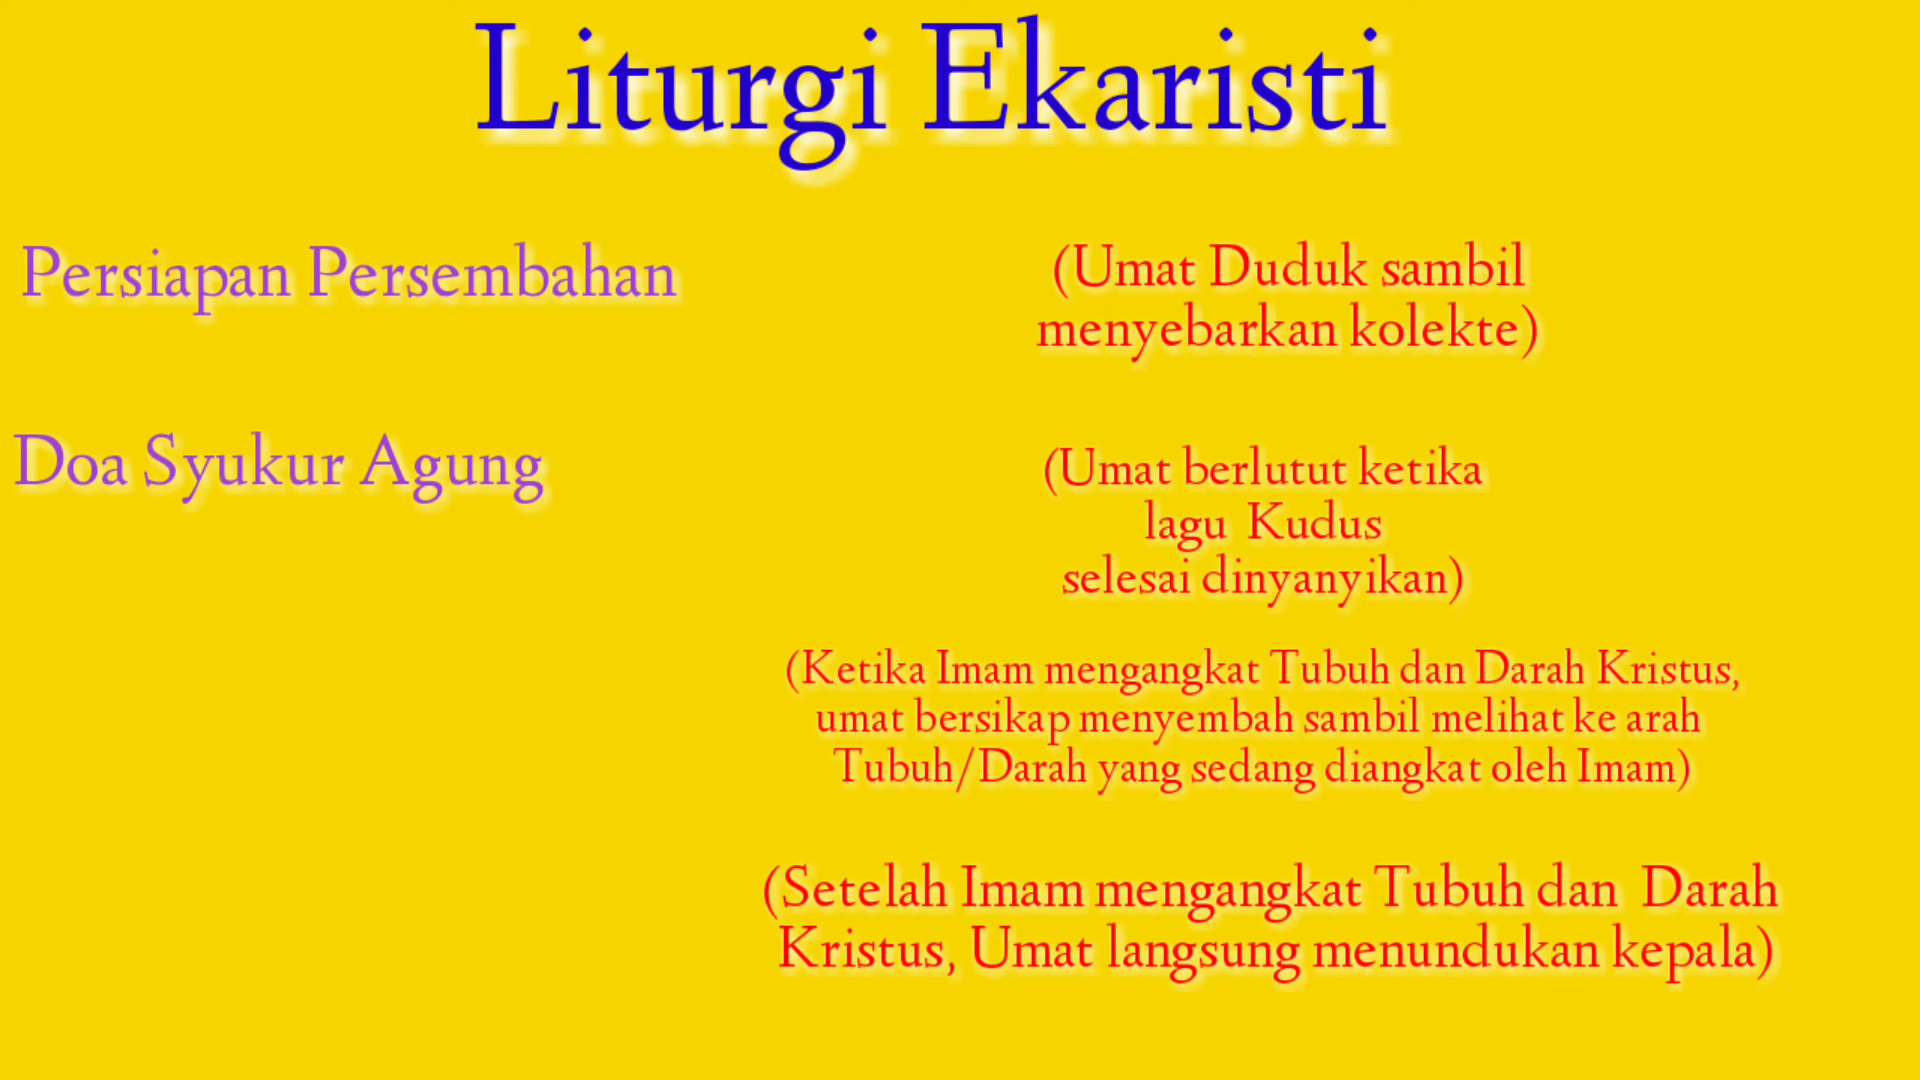 Liturgi Ekaristi
Persiapan Persembahan
(Umat Duduk sambil
menyebarkan kolekte)
Doa Syukur Agung
(Umat berlutut ketika
lagu Kudus
selesai dinyanyikan)
(Ketika Imam mengangkat Tubuh dan Darah Kristus,
umat bersikap menyembah sambil melihat ke arah
Tubuh/Darah yang sedang diangkat oleh Imam)
(Setelah Imam mengangkat Tubuh dan Darah
Kristus, Umat langsung menundukan kepala)